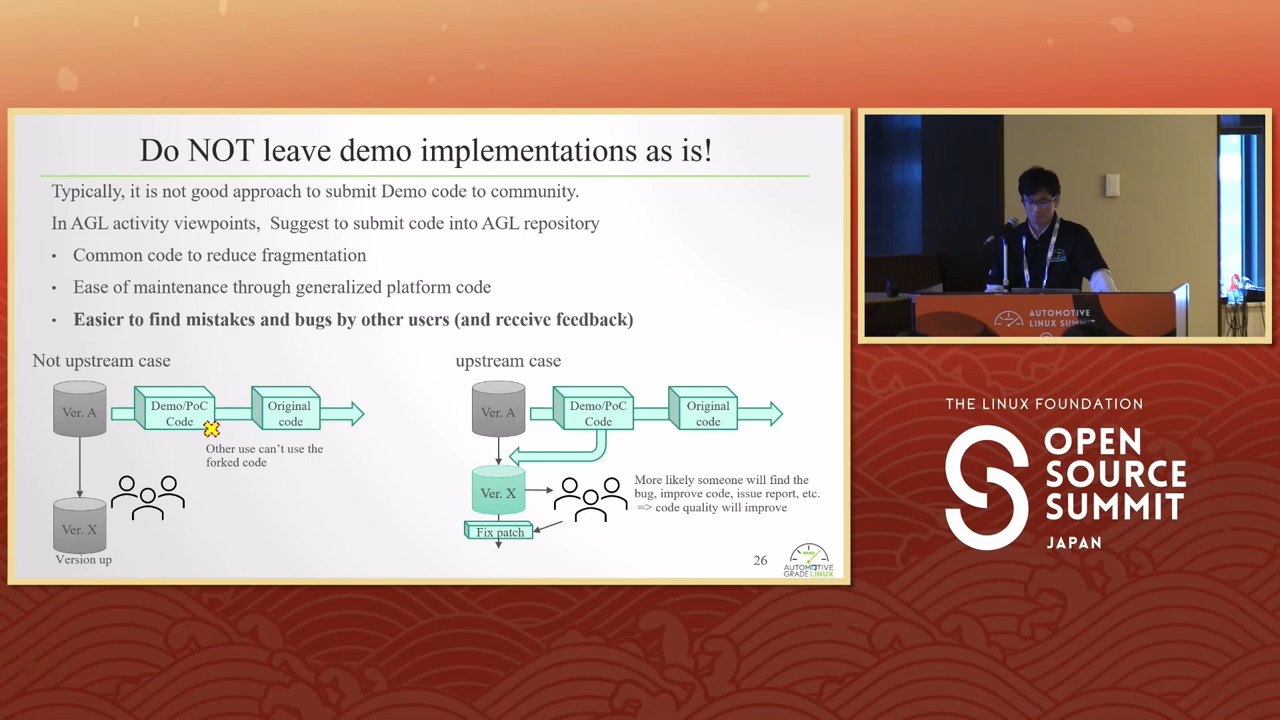 Do NOT leave demo implementations as is!
Typically, it is not good approach to submit Demo code to community.
In AGL activity viewpoints, Suggest to submit code into AGL repository
• Common code to reduce fragmentation
• Ease of maintenance through generalized platform code
• Easier to find mistakes and bugs by other users (and receive feedback)
Not upstream case
Ver. A
Demo/PoC
Code
Original
code
Other use can't use the
forked code
Ver. X
Version up
upstream case
Ver. A
Demo/PoC
Code
Original
code
Ver. X
More likely someone will find the
bug, improve code, issue report, etc.
=> code quality will improve
Fix patch
26
AUTOMOTIVE
GRADE LINUX
AUTOMOTIVE
LINUX SUMMIT
THE LINUX FOUNDATION
OPEN
SOURCE
SUMMIT
JAPAN